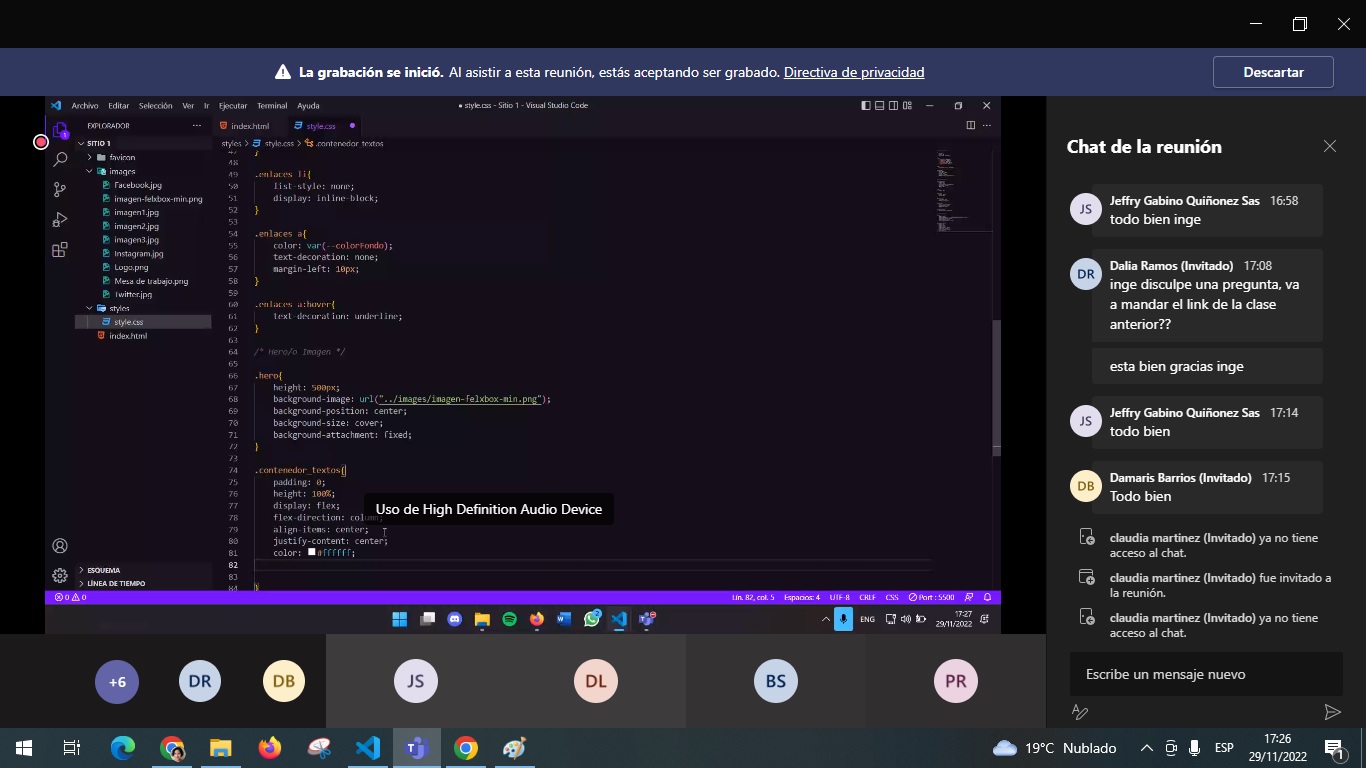 La grabación se inició. Al asistir a esta reunión, estás aceptando ser grabado. Directiva de privacidad
Descartar
Archivo Editar Selección Ver Ir Ejecutar Terminal Ayuda
● style.css - Sitio 1 - Visual Studio Code
EXPLORADOR
SITIO 1
favicon
images
Facebook.jpg
imagen-felxbox-min.png
imagen1.jpg
imagen2.jpg
imagen3.jpg
Instagram.jpg
Logo.png
Mesa de trabajo.png
Twitter.jpg
styles
style.css
index.html
ESQUEMA
LÍNEA DE TIEMPO
index.html
style.css
styles > style.css > .contenedor_textos
47 }
48
49 .enlaces li{
50 list-style: none;
51 display: inline-block;
52 }
53
54 .enlaces a{
55 color: var(--colorFondo);
56 text-decoration: none;
57 margin-left: 10px;
58 }
59
60 .enlaces a:hover{
61 text-decoration: underline;
62 }
63
64 /* Hero/o Imagen */
65
66 .hero{
67 height: 500px;
68 background-image: url("../images/imagen-felxbox-min.png");
69 background-position: center;
70 background-size: cover;
71 background-attachment: fixed;
72 }
73
74 .contenedor_textos{
75 padding: 0;
76 height: 100%;
77 display: flex;
78 flex-direction: column;
79 align-items: center;
80 justify-content: center;
81 color: #ffffff;
82
83
84 }
Uso de High Definition Audio Device
0 0
Lín. 82, col. 5 Espacios: 4 UTF-8 CRLF CSS Port : 5500
ENG
17:27
29/11/2022
Chat de la reunión
JS
Jeffry Gabino Quiñonez Sas 16:58
todo bien inge
DR
Dalia Ramos (Invitado) 17:08
inge disculpe una pregunta, va
a mandar el link de la clase
anterior??
esta bien gracias inge
JS
Jeffry Gabino Quiñonez Sas 17:14
todo bien
DB
Damaris Barrios (Invitado) 17:15
Todo bien
claudia martinez (Invitado) ya no tiene
acceso al chat.
claudia martinez (Invitado) fue invitado a
la reunión.
claudia martinez (Invitado) ya no tiene
acceso al chat.
Escribe un mensaje nuevo
+6 DR DB JS DL BS PR
19°C Nublado
ESP
17:26
29/11/2022
1